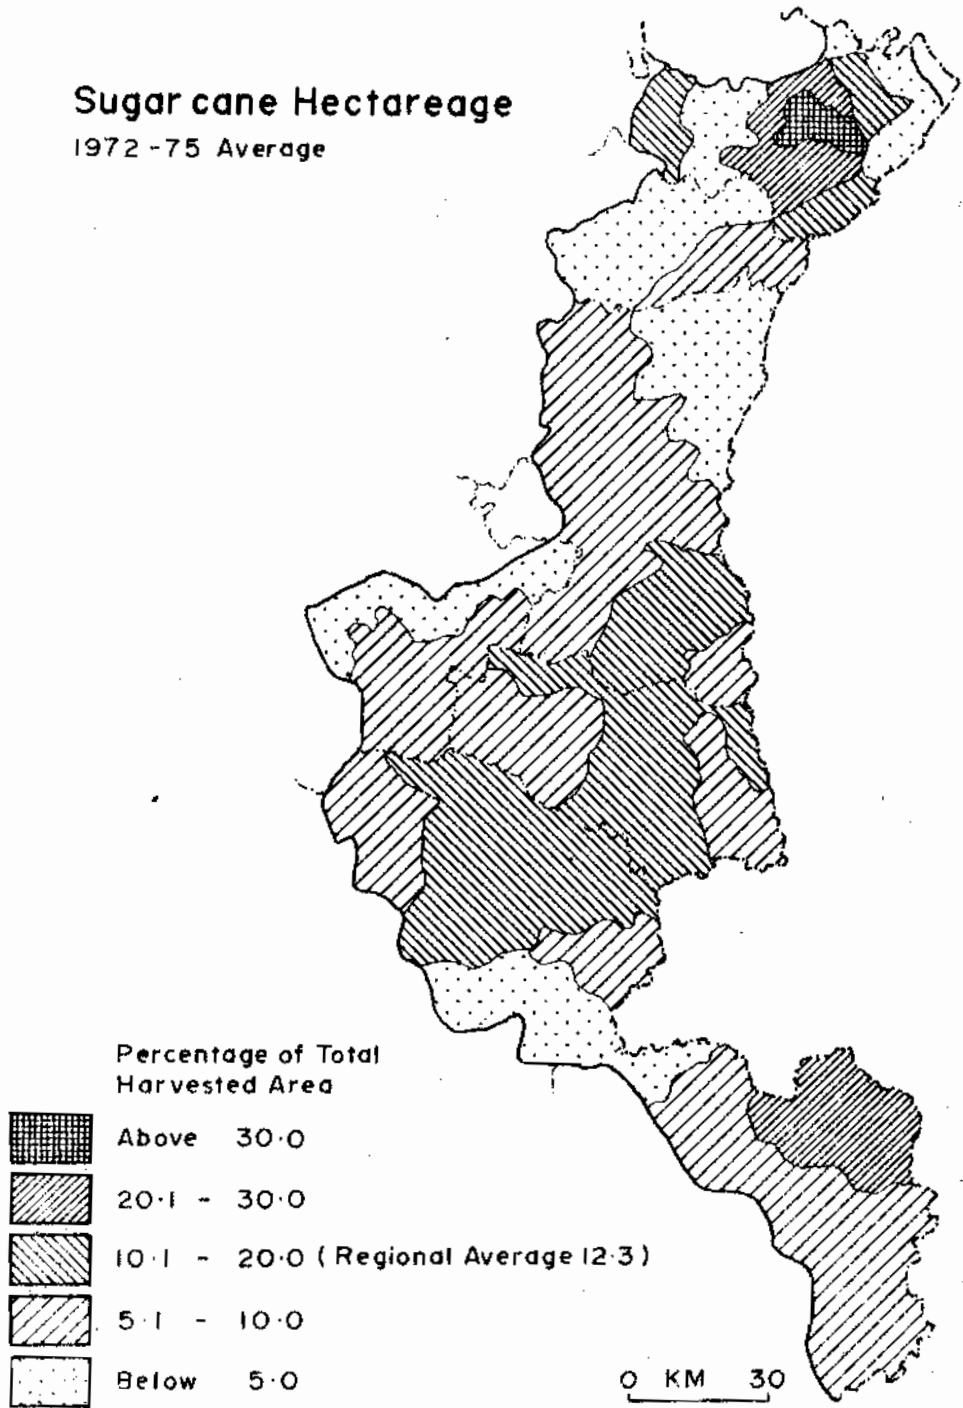 Sugar cane Hectareage
1972-75 Average
Percentage of Total
Harvested Area
Above 30·0
20·1 - 30·0
10·1 - 20·0 (Regional Average 12·3)
5·1 - 10·0
Below 5·0
0 KM 30